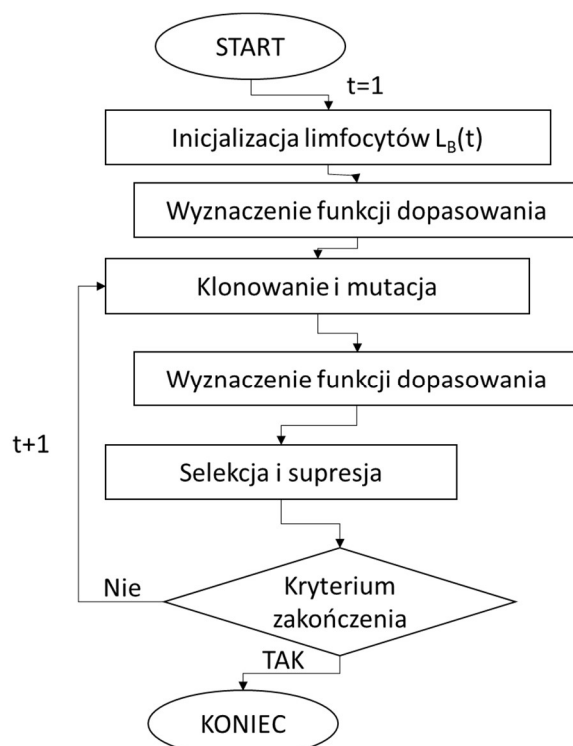 START
t=1
Inicjalizacja limfocytów L_B(t)
Wyznaczenie funkcji dopasowania
Klonowanie i mutacja
Wyznaczenie funkcji dopasowania
t+1
Selekcja i supresja
Nie
Kryterium
zakończenia
TAK
KONIEC